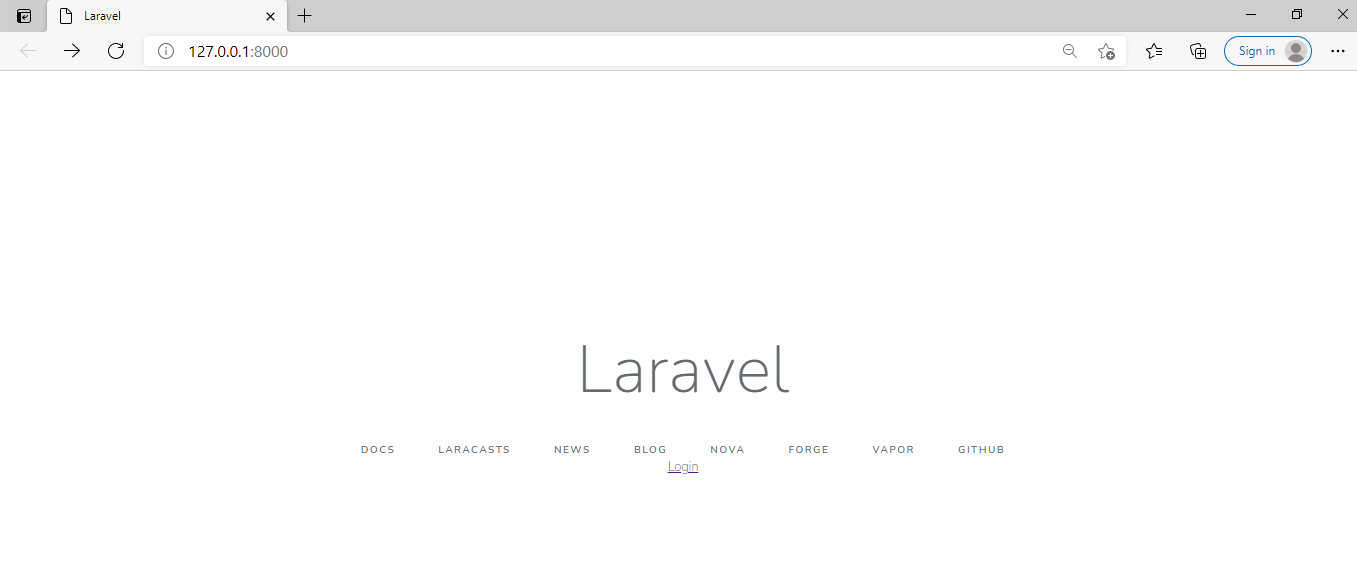 Laravel
127.0.0.1:8000
Sign in
Laravel
DOCS LARACASTS NEWS BLOG NOVA FORGE VAPOR GITHUB
Login